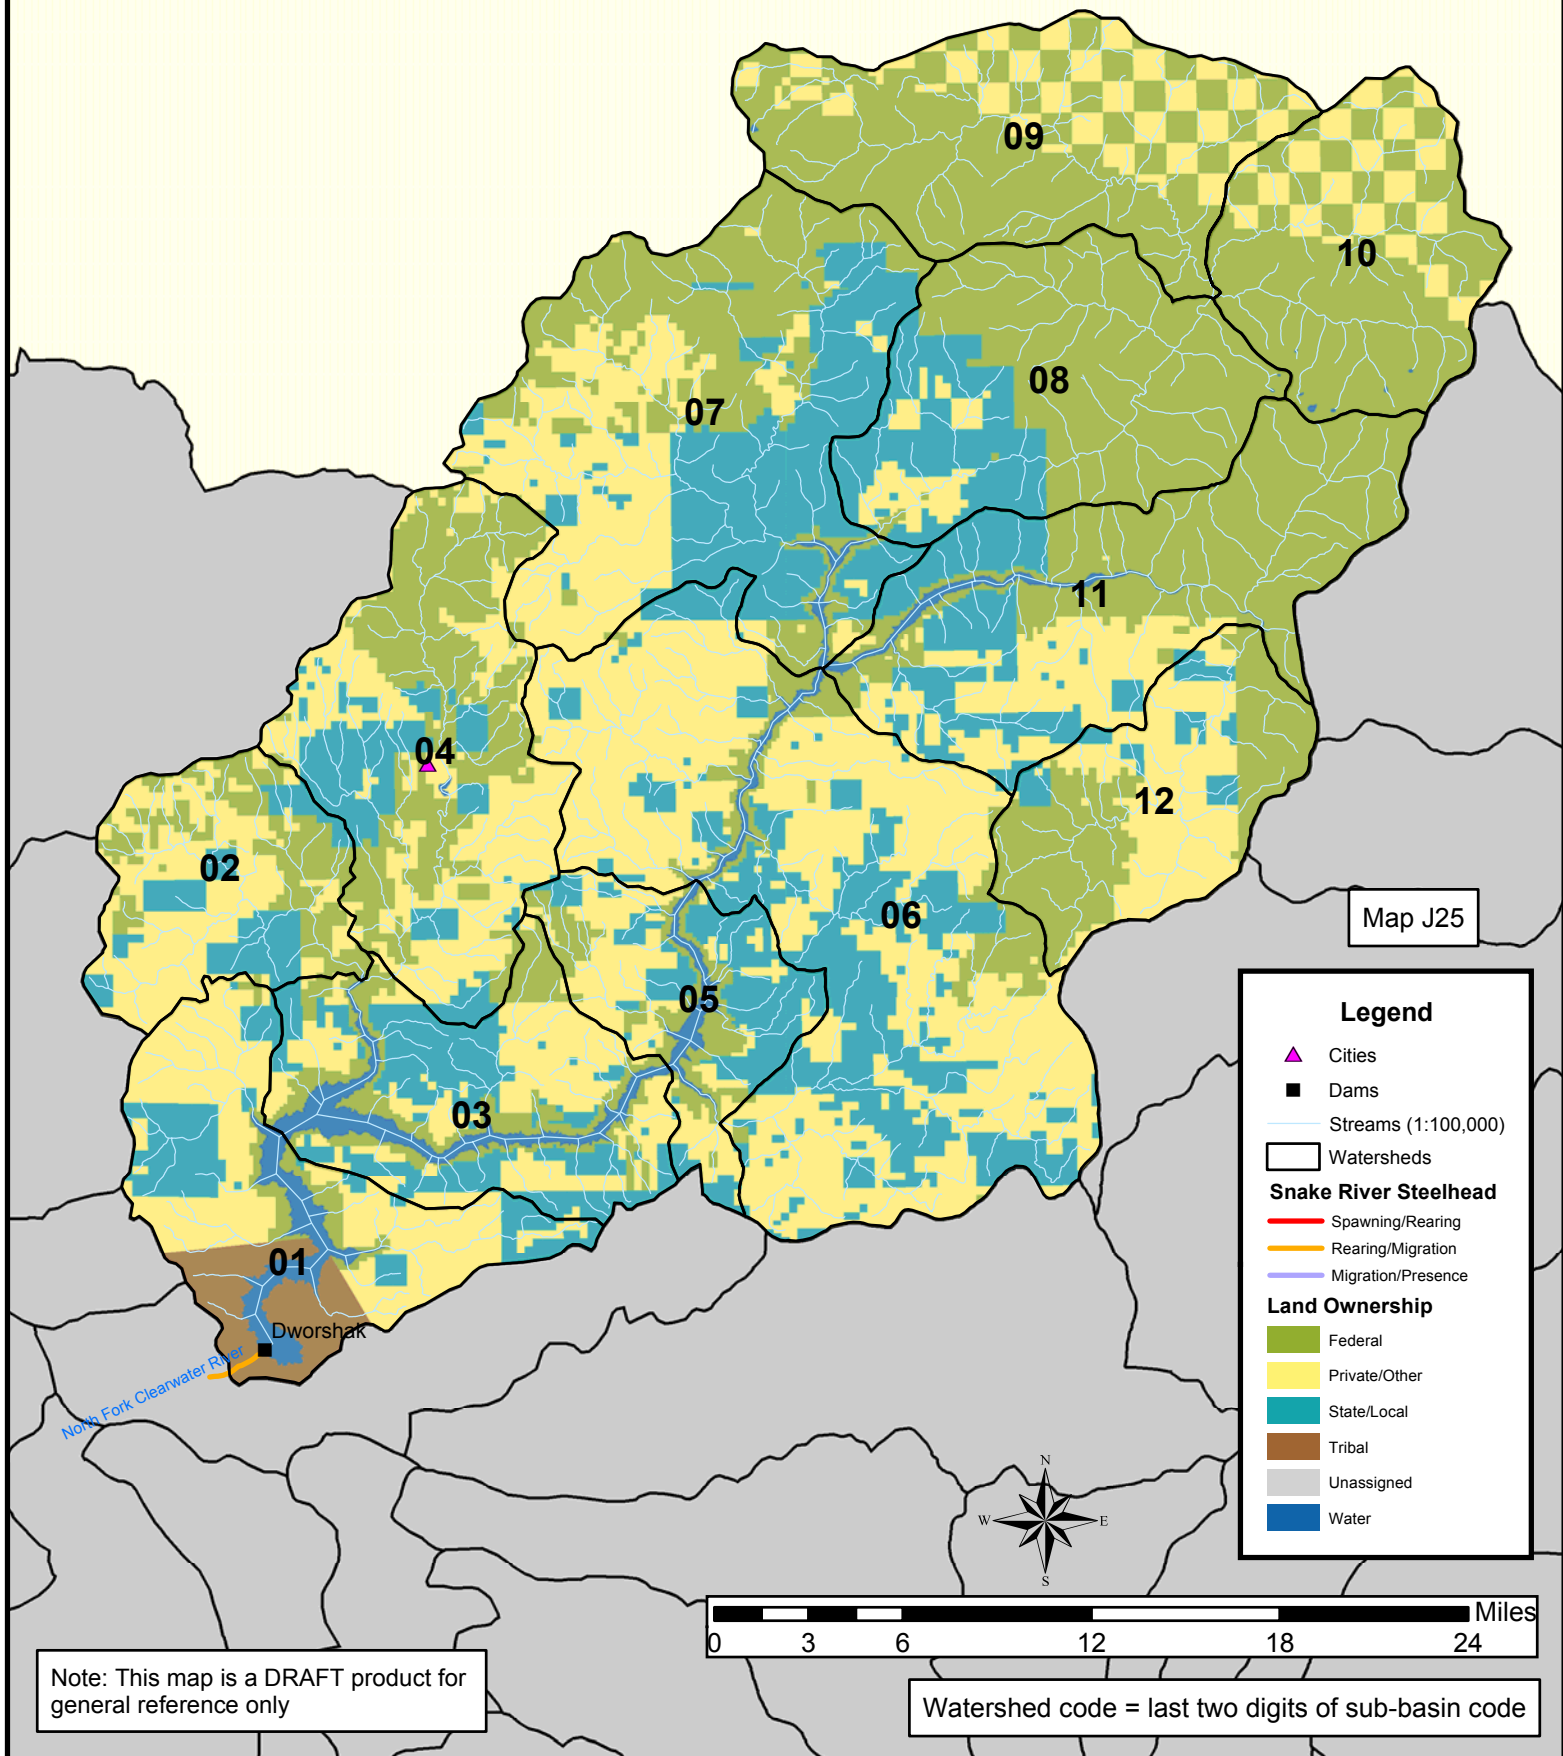 09
10
08
07
11
04
12
02
06
Map J25
05
03
01
Dworshak
North Fork Clearwater River
Legend
Cities
Dams
Streams (1:100,000)
Watersheds
Snake River Steelhead
Spawning/Rearing
Rearing/Migration
Migration/Presence
Land Ownership
Federal
Private/Other
State/Local
Tribal
Unassigned
Water
N
W E
S
Miles
0 3 6 12 18 24
Note: This map is a DRAFT product for
general reference only
Watershed code = last two digits of sub-basin code